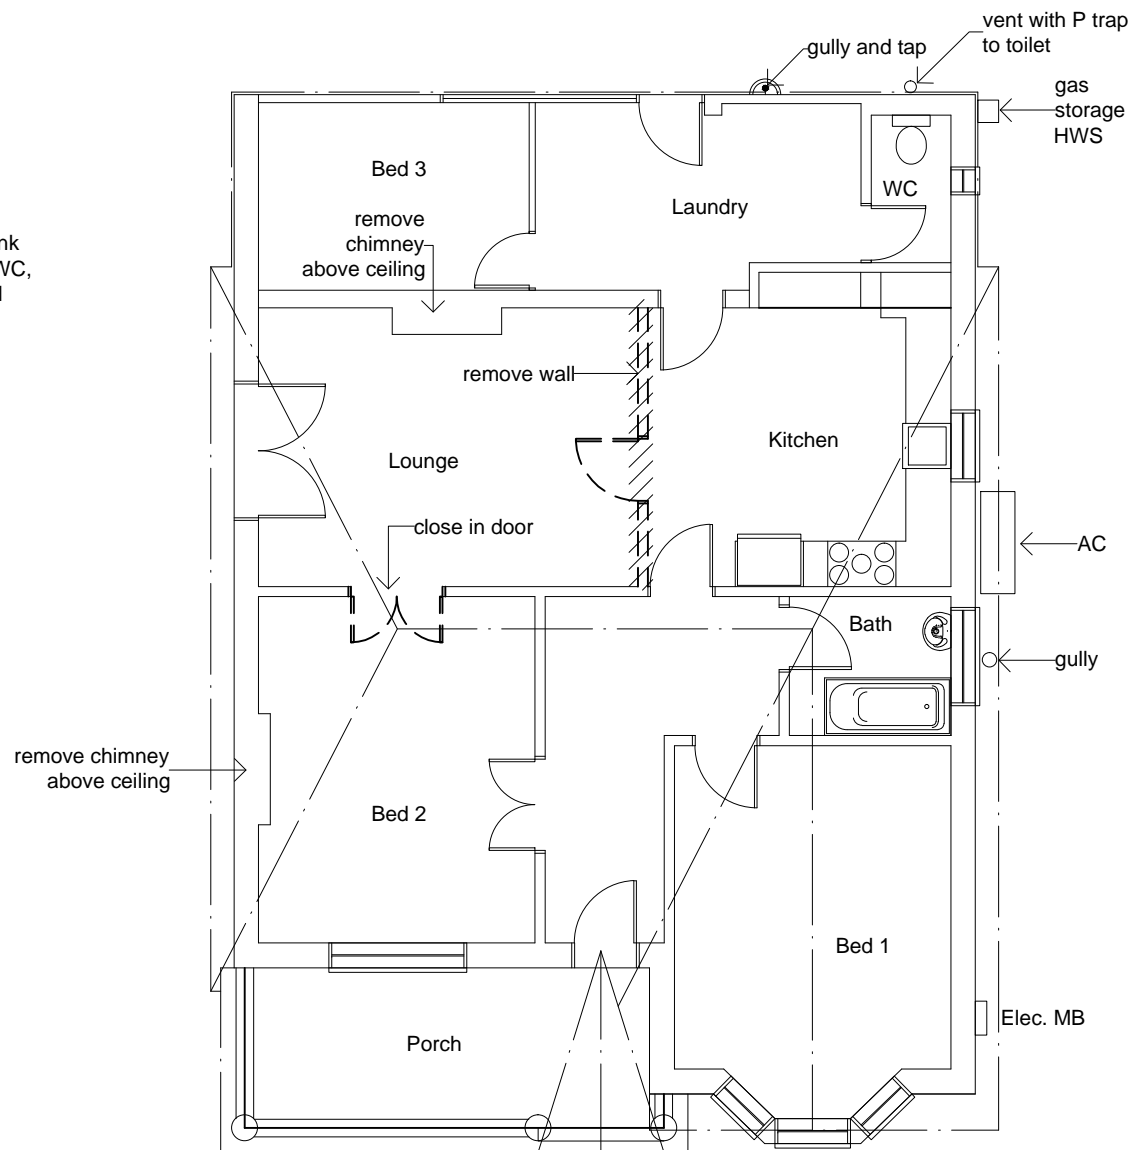 vent with P trap
to toilet
gully and tap
gas
storage
HWS
Bed 3
WC
Laundry
remove
chimney
above ceiling
WC,
remove wall
Kitchen
Lounge
close in door
AC
Bath
gully
remove chimney
above ceiling
Bed 2
Bed 1
Elec. MB
Porch